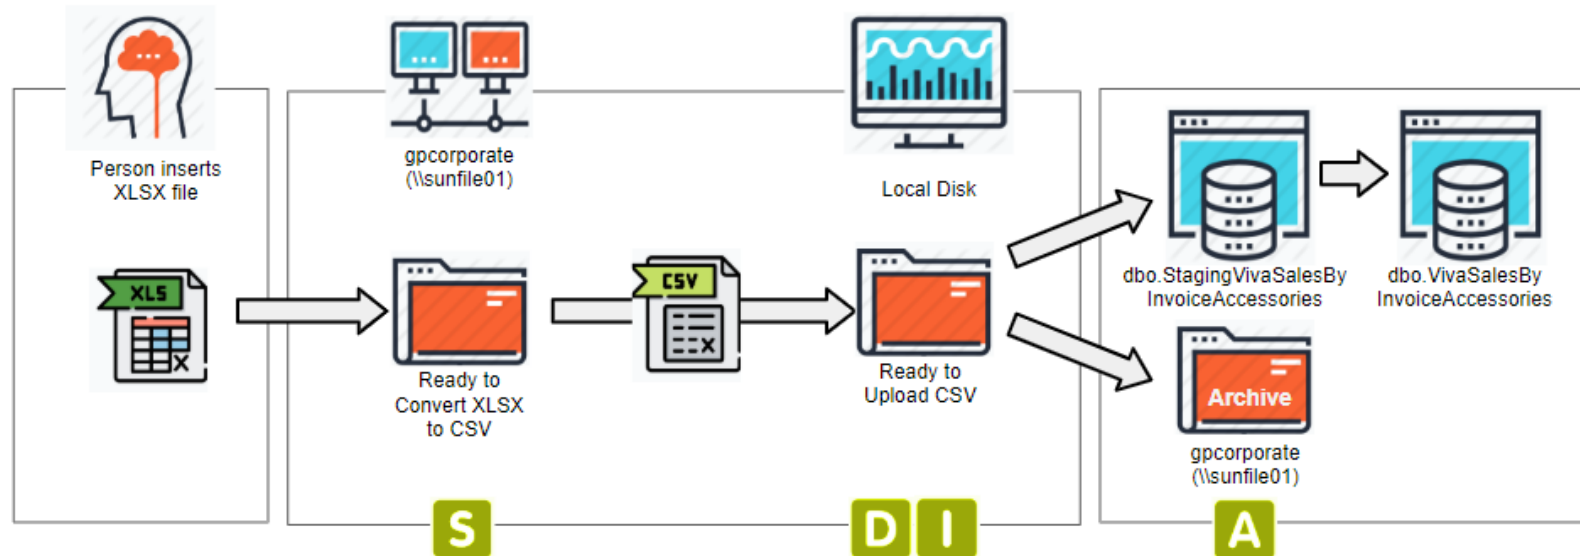 Person inserts
XLSX file
XLS
X
gpcorporate
(\\sunfile01)
Ready to
Convert XLSX
to CSV
CSV
X
Local Disk
Ready to
Upload CSV
dbo.StagingVivaSalesBy
InvoiceAccessories
dbo.VivaSalesBy
InvoiceAccessories
Archive
gpcorporate
(\\sunfile01)
S
D I
A